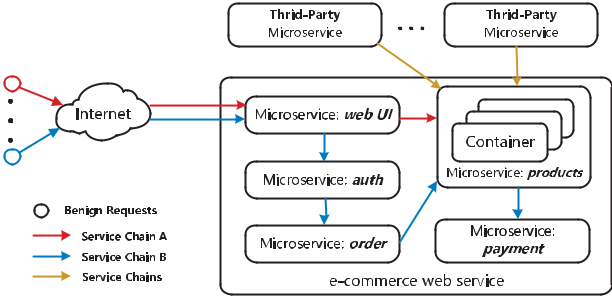 Thrid-Party
Microservice
...
Thrid-Party
Microservice
Internet
Microservice: web UI
Container
Microservice: products
Microservice: auth
Microservice: order
Microservice:
payment
e-commerce web service
Benign Requests
Service Chain A
Service Chain B
Service Chains